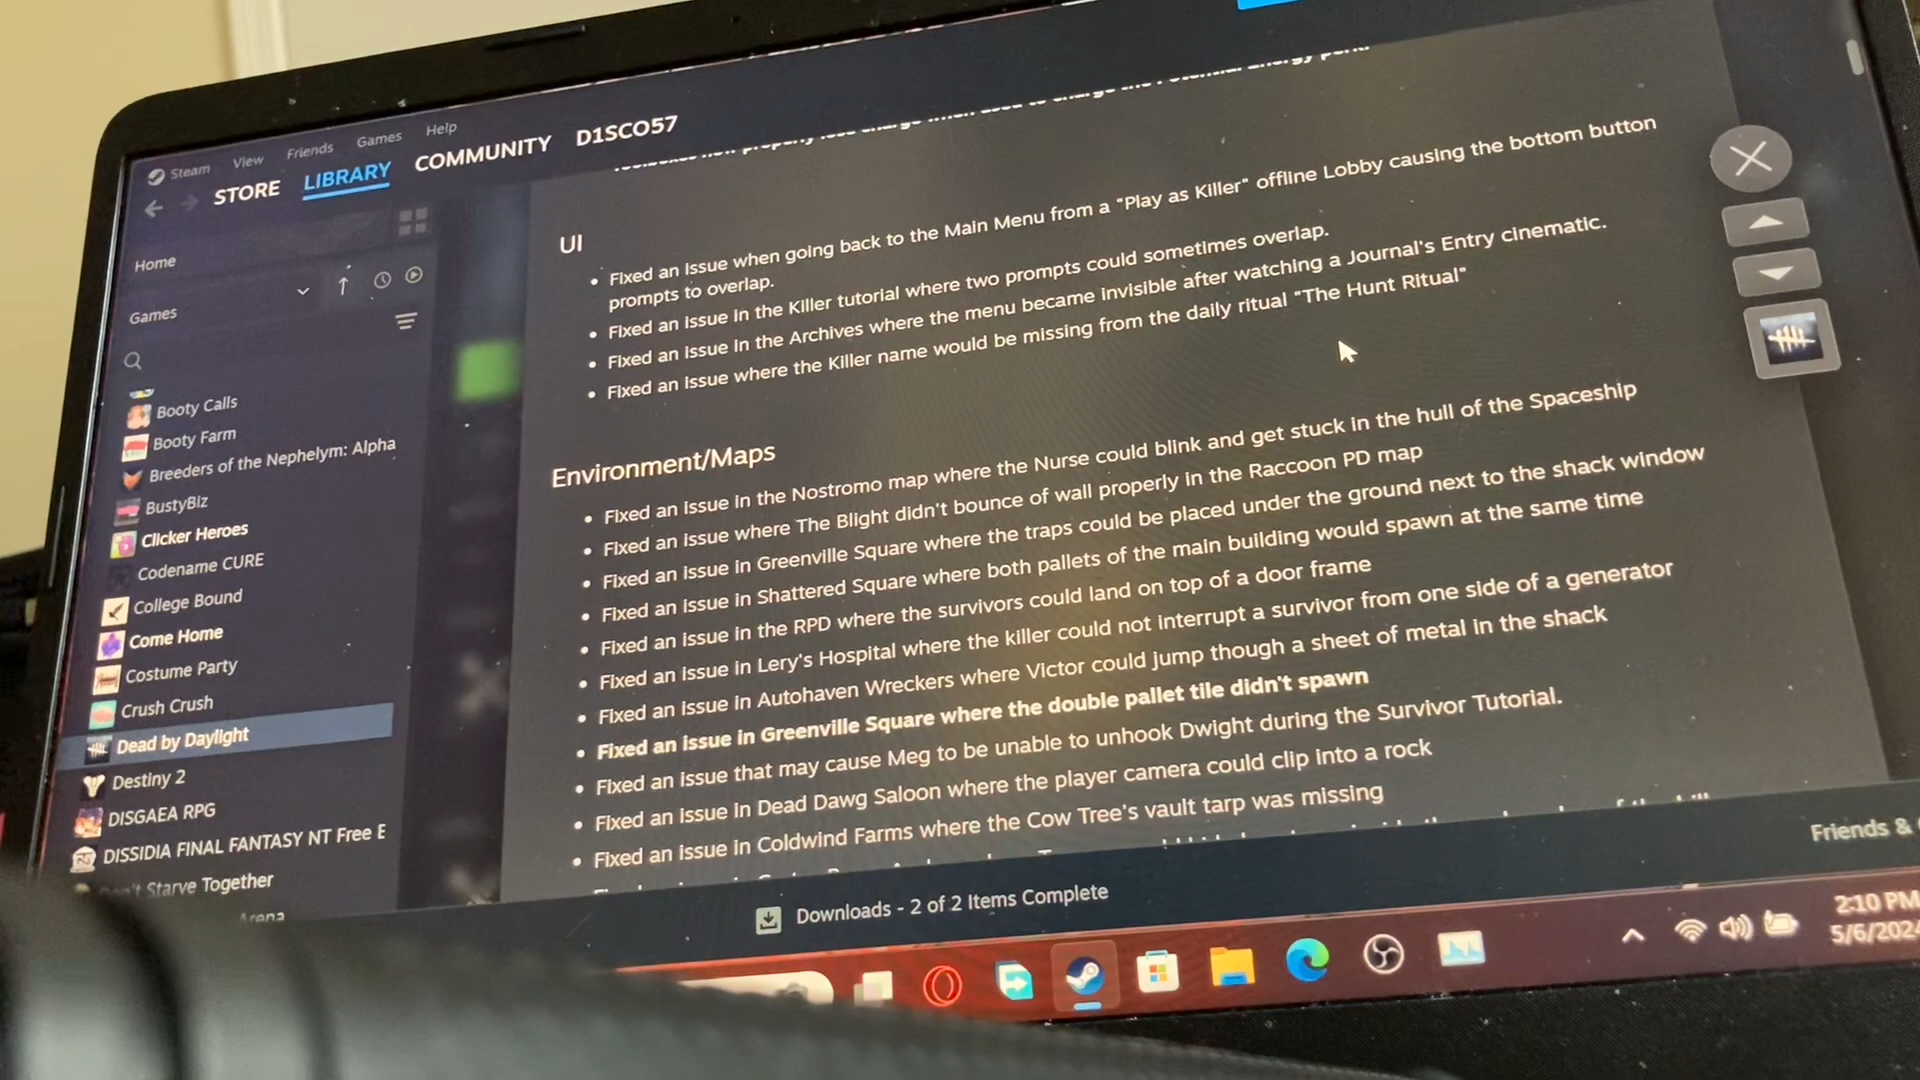 Steam View Friends Games Help
STORE LIBRARY COMMUNITY D1SCO57
Home
Games
Booty Calls
Booty Farm
Breeders of the Nephelym: Alpha
BustyBiz
Clicker Heroes
Codename CURE
College Bound
Come Home
Costume Party
Crush Crush
Dead by Daylight
Destiny 2
DISGAEA RPG
DISSIDIA FINAL FANTASY NT Free E
Starve Together
Arena
UI
• Fixed an issue when going back to the Main Menu from a "Play as Killer" offline Lobby causing the bottom button
prompts to overlap.
• Fixed an issue in the Killer tutorial where two prompts could sometimes overlap.
• Fixed an issue in the Archives where the menu became invisible after watching a Journal's Entry cinematic.
• Fixed an issue where the Killer name would be missing from the daily ritual "The Hunt Ritual"
Environment/Maps
• Fixed an issue in the Nostromo map where the Nurse could blink and get stuck in the hull of the Spaceship
• Fixed an issue where The Blight didn't bounce of wall properly in the Raccoon PD map
• Fixed an issue in Greenville Square where the traps could be placed under the ground next to the shack window
• Fixed an issue in Shattered Square where both pallets of the main building would spawn at the same time
• Fixed an issue in the RPD where the survivors could land on top of a door frame
• Fixed an issue in Lery's Hospital where the killer could not interrupt a survivor from one side of a generator
• Fixed an issue in Autohaven Wreckers where Victor could jump though a sheet of metal in the shack
• Fixed an issue in Greenville Square where the double pallet tile didn't spawn
• Fixed an issue that may cause Meg to be unable to unhook Dwight during the Survivor Tutorial.
• Fixed an issue in Dead Dawg Saloon where the player camera could clip into a rock
• Fixed an issue in Coldwind Farms where the Cow Tree's vault tarp was missing
Downloads - 2 of 2 Items Complete
Friends &
2:10 PM
5/6/2024